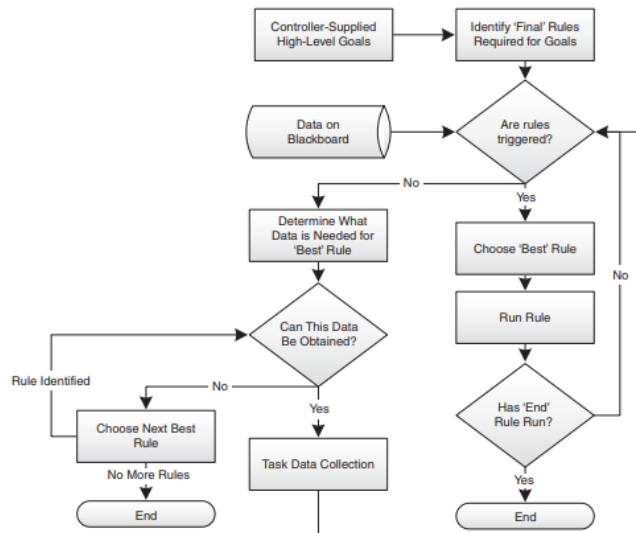 Controller-Supplied
High-Level Goals
Identify ‘Final’ Rules
Required for Goals
Data on
Blackboard
Are rules
triggered?
No
Yes
Determine What
Data is Needed for
‘Best’ Rule
Choose ‘Best’ Rule
No
Run Rule
Can This Data
Be Obtained?
Rule Identified
No
Yes
Has ‘End’
Rule Run?
Choose Next Best
Rule
Task Data Collection
No More Rules
Yes
End
End